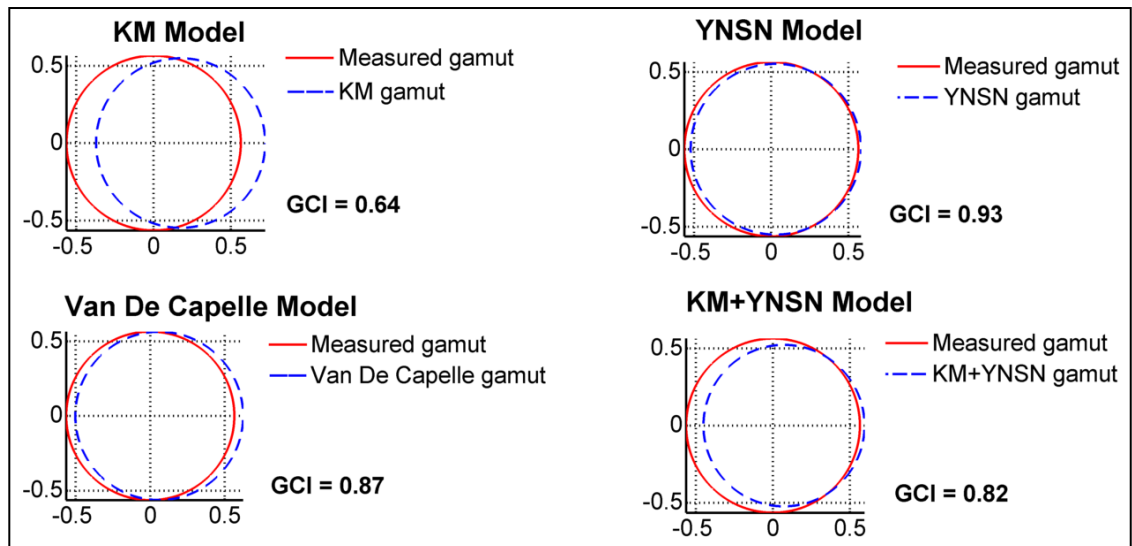 KM Model
0.5
0
-0.5
-0.5 0 0.5
Measured gamut
KM gamut
GCI = 0.64
YNSN Model
0.5
0
-0.5
-0.5 0 0.5
Measured gamut
YNSN gamut
GCI = 0.93
Van De Capelle Model
0.5
0
-0.5
-0.5 0 0.5
Measured gamut
Van De Capelle gamut
GCI = 0.87
KM+YNSN Model
0.5
0
-0.5
-0.5 0 0.5
Measured gamut
KM+YNSN gamut
GCI = 0.82